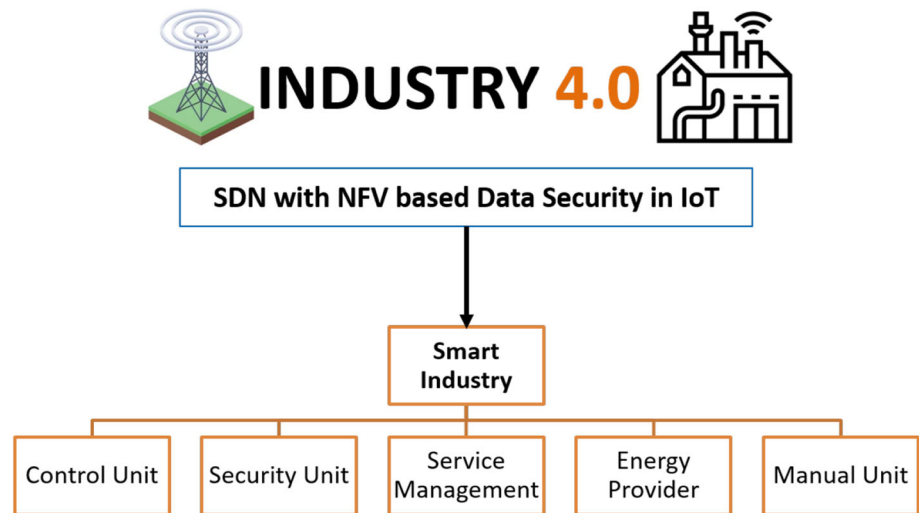 INDUSTRY 4.0
SDN with NFV based Data Security in IoT
Smart
Industry
Control Unit
Security Unit
Service
Management
Energy
Provider
Manual Unit